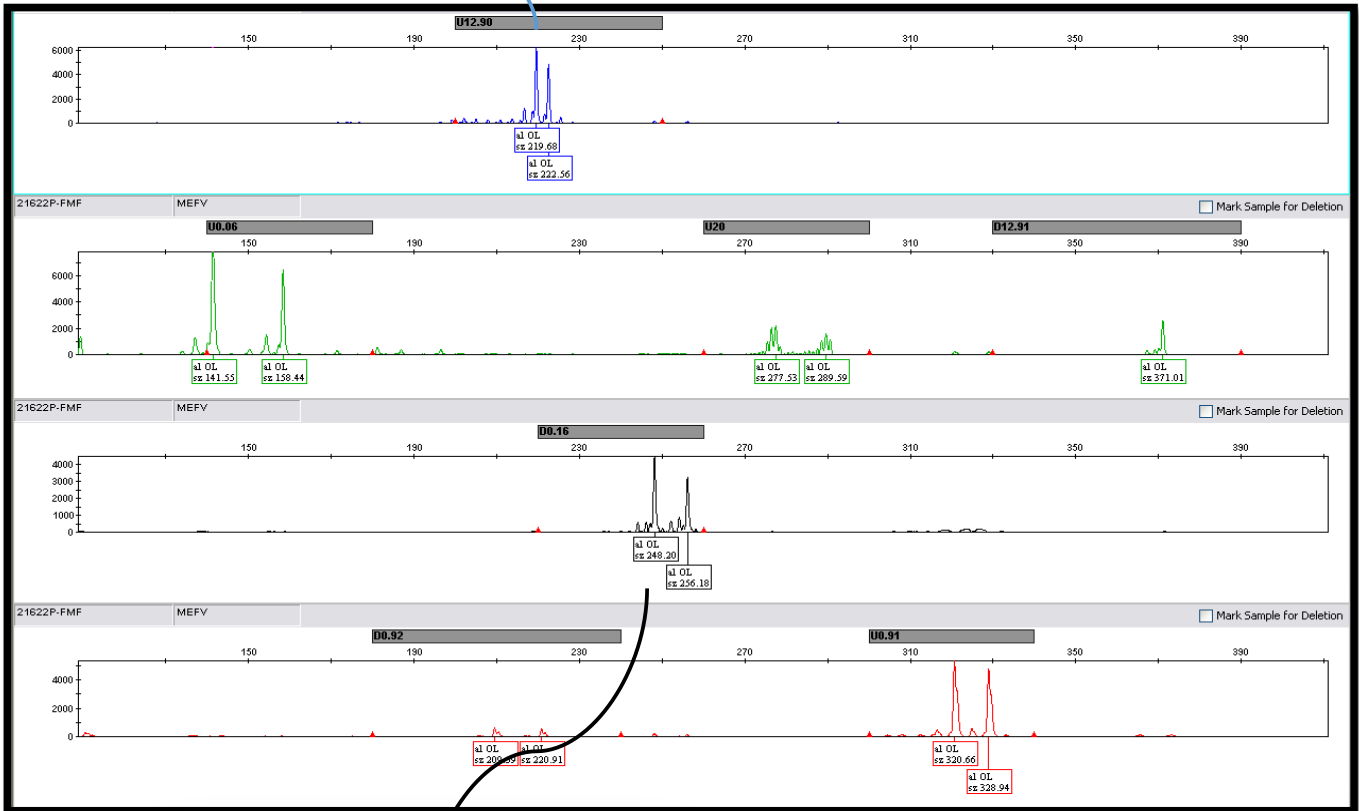 U12.90
150 190 230 270 310 350 390
6000
4000
2000
0
al OL
sz 219.68
al OL
sz 222.56
21622P-FMF MEFV Mark Sample for Deletion
U0.06 U20 D12.91
150 190 230 270 310 350 390
6000
4000
2000
0
al OL
sz 141.55
al OL
sz 158.44
al OL
sz 277.53
al OL
sz 289.59
al OL
sz 371.01
21622P-FMF MEFV Mark Sample for Deletion
D0.16
150 190 230 270 310 350 390
4000
3000
2000
1000
0
al OL
sz 248.20
al OL
sz 256.18
21622P-FMF MEFV Mark Sample for Deletion
D0.92 U0.91
150 190 230 270 310 350 390
4000
2000
0
al OL
sz
al OL
sz 220.91
al OL
sz 320.66
al OL
sz 328.94